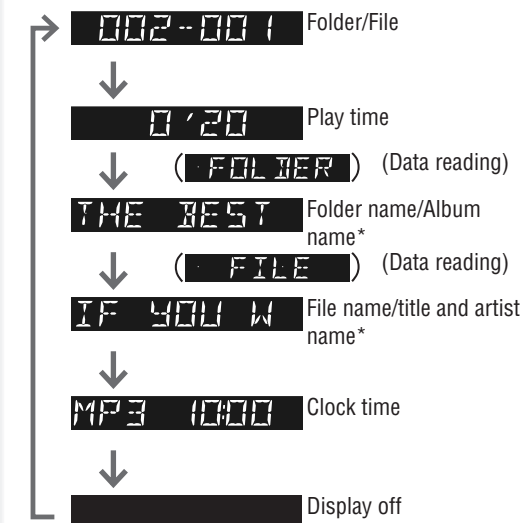 002-001 Folder/File
0'20 Play time
( FOLDER ) (Data reading)
THE BEST Folder name/Album
name*
( FILE ) (Data reading)
IF YOU W File name/title and artist
name*
MP3 10:00 Clock time
Display off